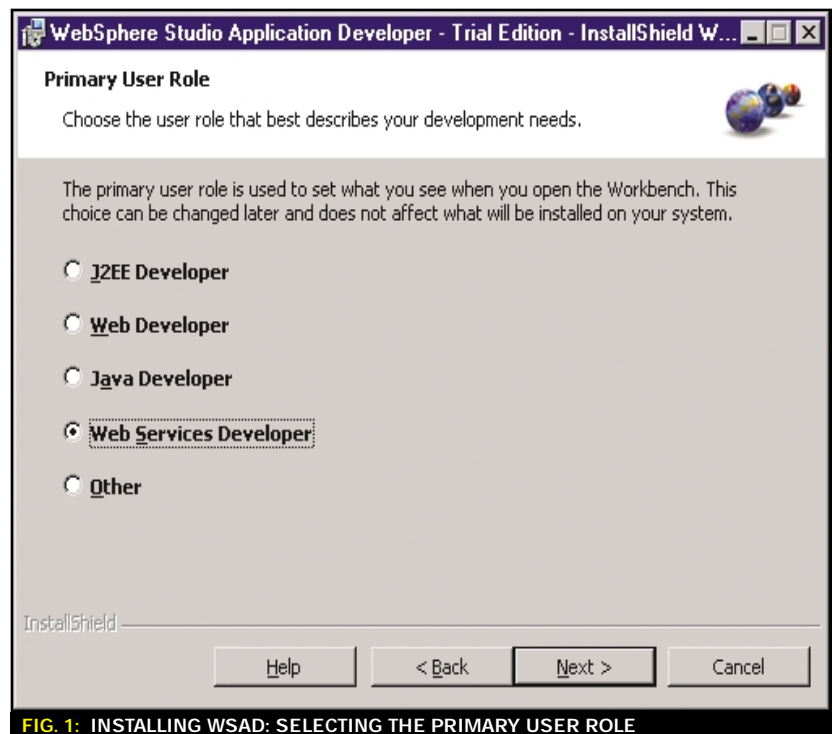 WebSphere Studio Application Developer - Trial Edition - InstallShield W...
Primary User Role
Choose the user role that best describes your development needs.
The primary user role is used to set what you see when you open the Workbench. This
choice can be changed later and does not affect what will be installed on your system.
J2EE Developer
Web Developer
Java Developer
Web Services Developer
Other
InstallShield
Help
< Back
Next >
Cancel
FIG. 1: INSTALLING WSAD: SELECTING THE PRIMARY USER ROLE